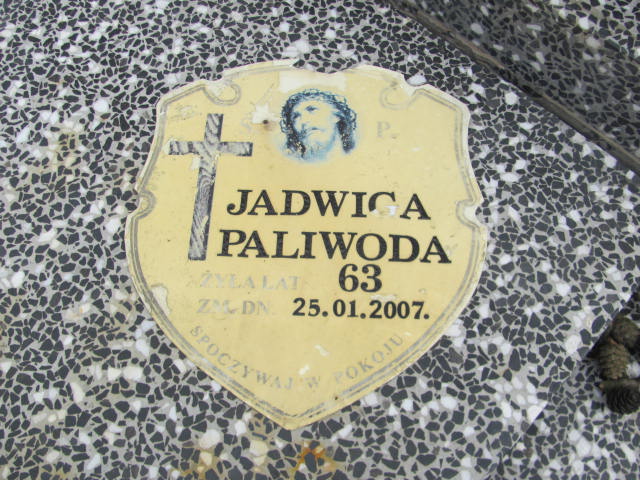 Ś. P.
JADWIGA
PALIWODA
ŻYŁA LAT 63
ZM. DN. 25.01.2007.
SPOCZYWAJ W POKOJU